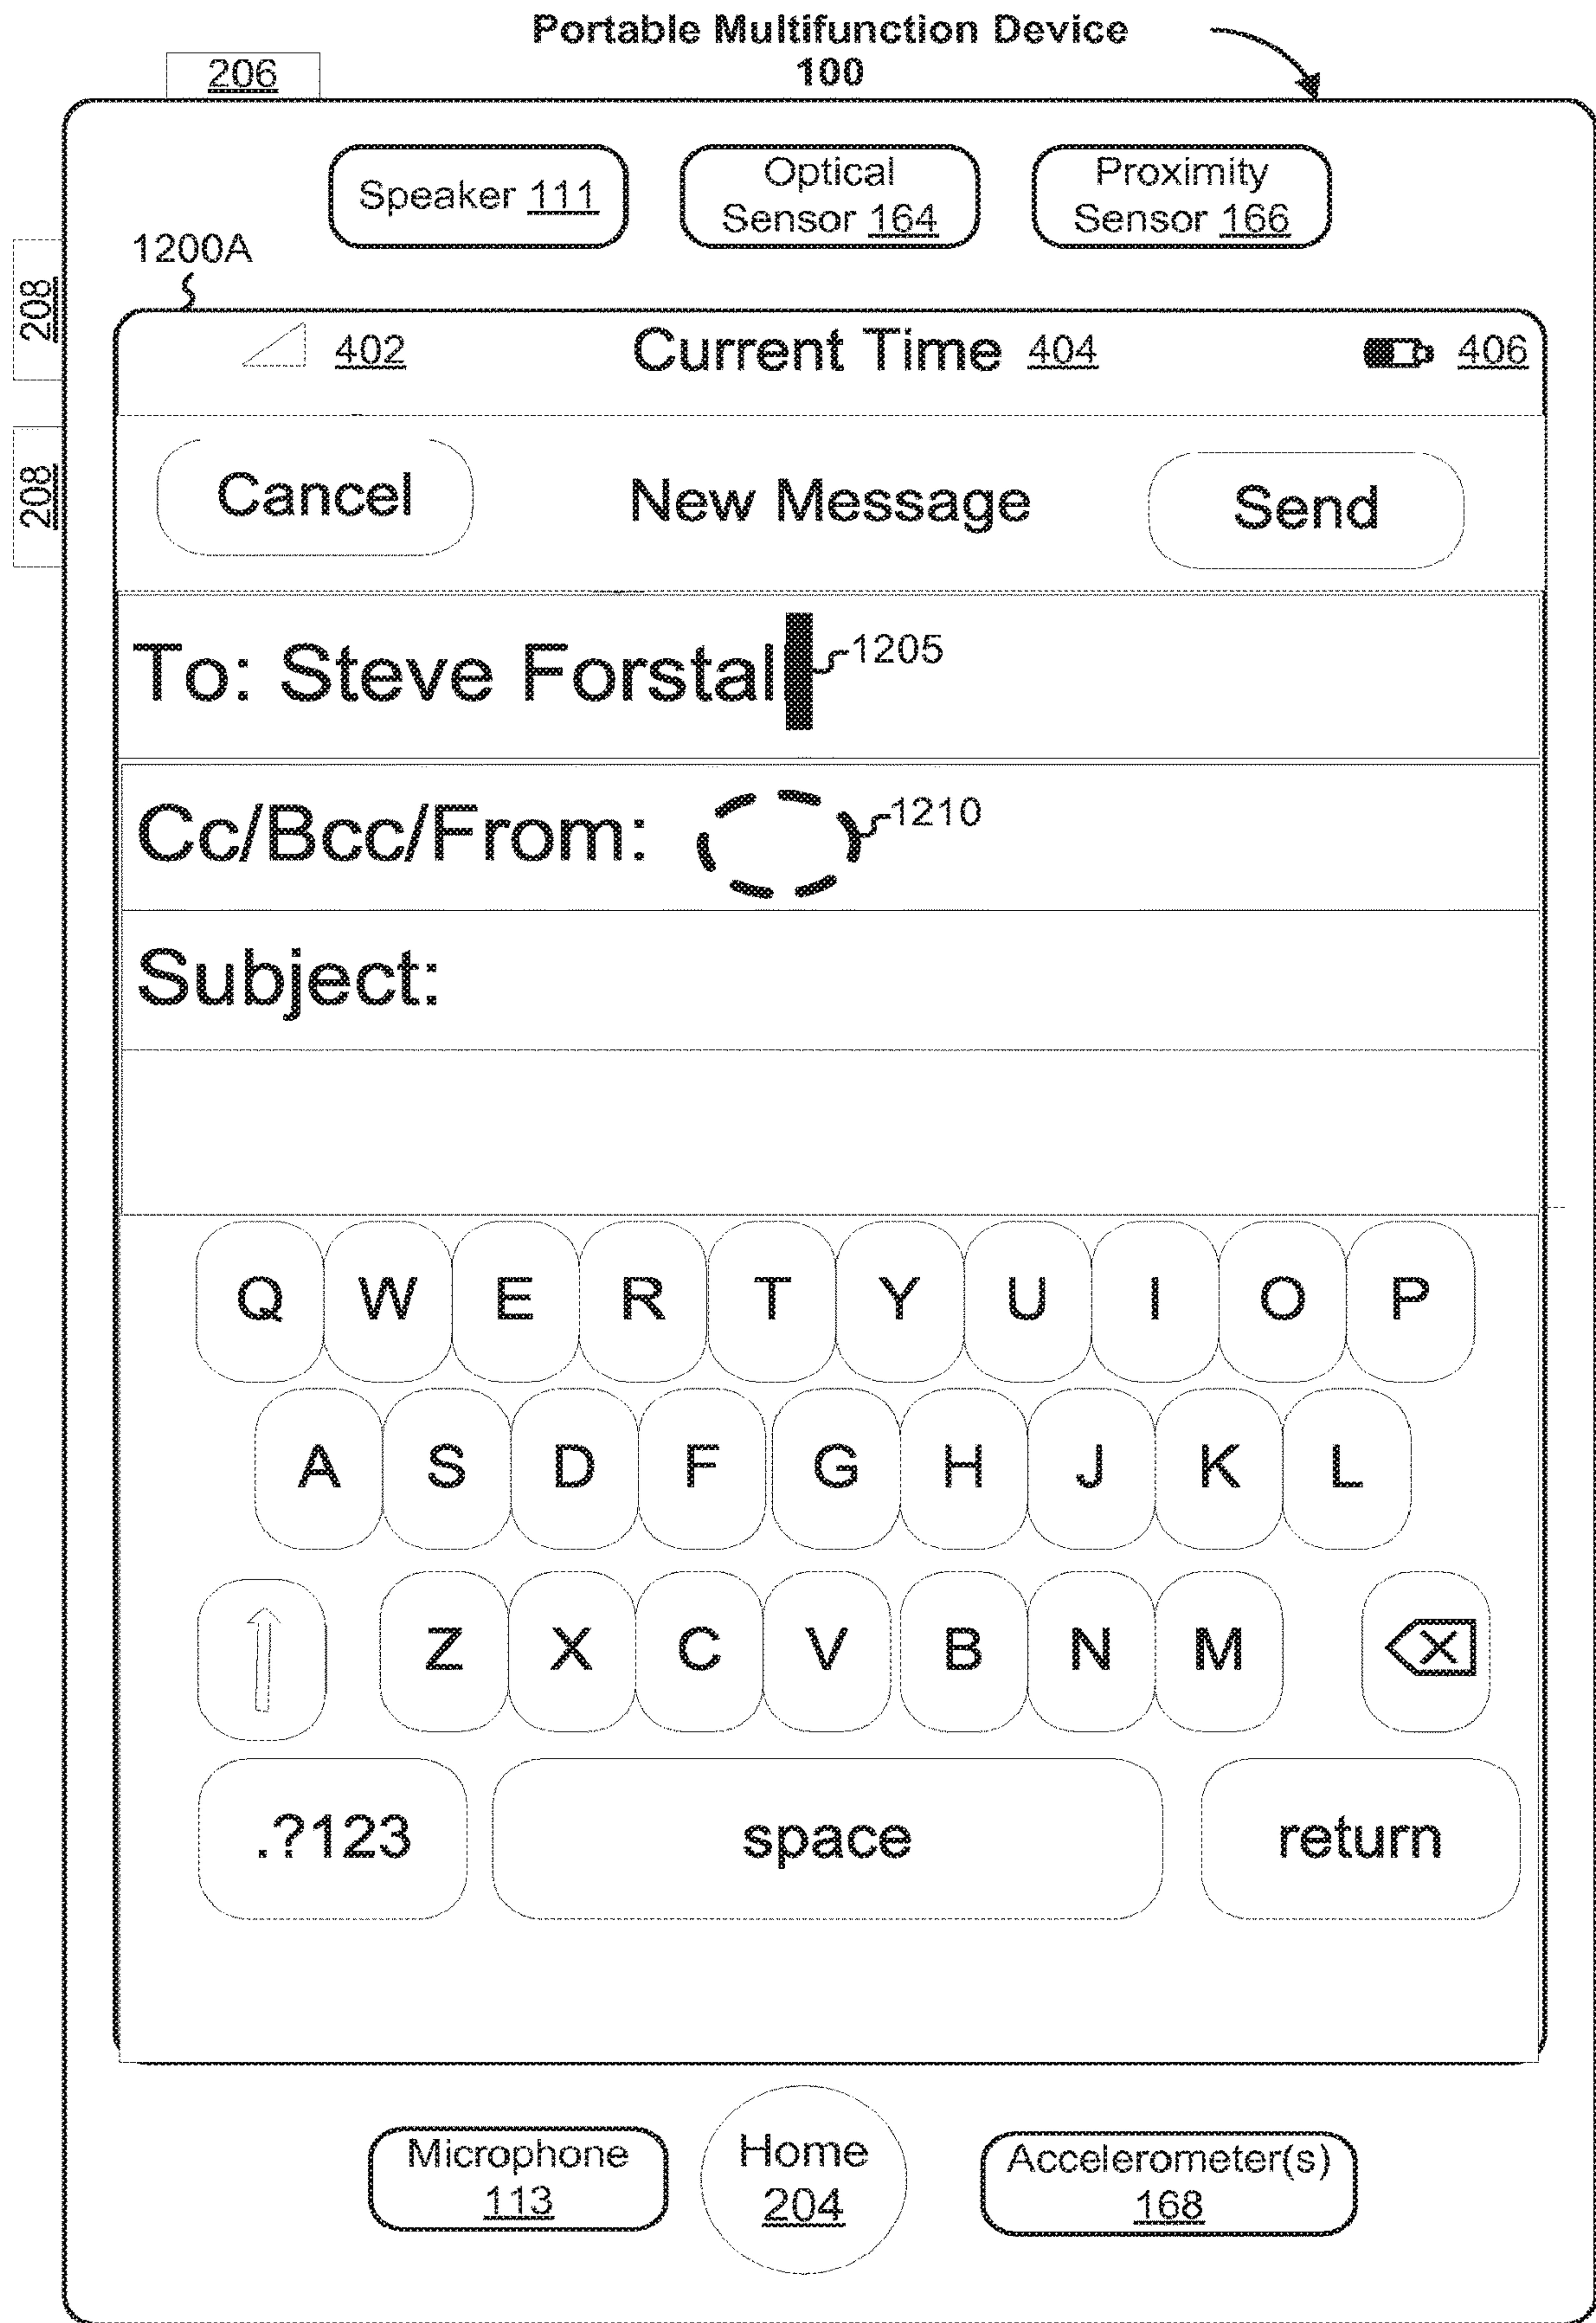 Portable Multifunction Device
100
206
Speaker 111
Optical
Sensor 164
Proximity
Sensor 166
1200A
208
208
402
Current Time 404
406
Cancel
New Message
Send
To: Steve Forstal
1205
Cc/Bcc/From:
1210
Subject:
Q W E R T Y U I O P
A S D F G H J K L
Z X C V B N M
.?123
space
return
Microphone
113
Home
204
Accelerometer(s)
168